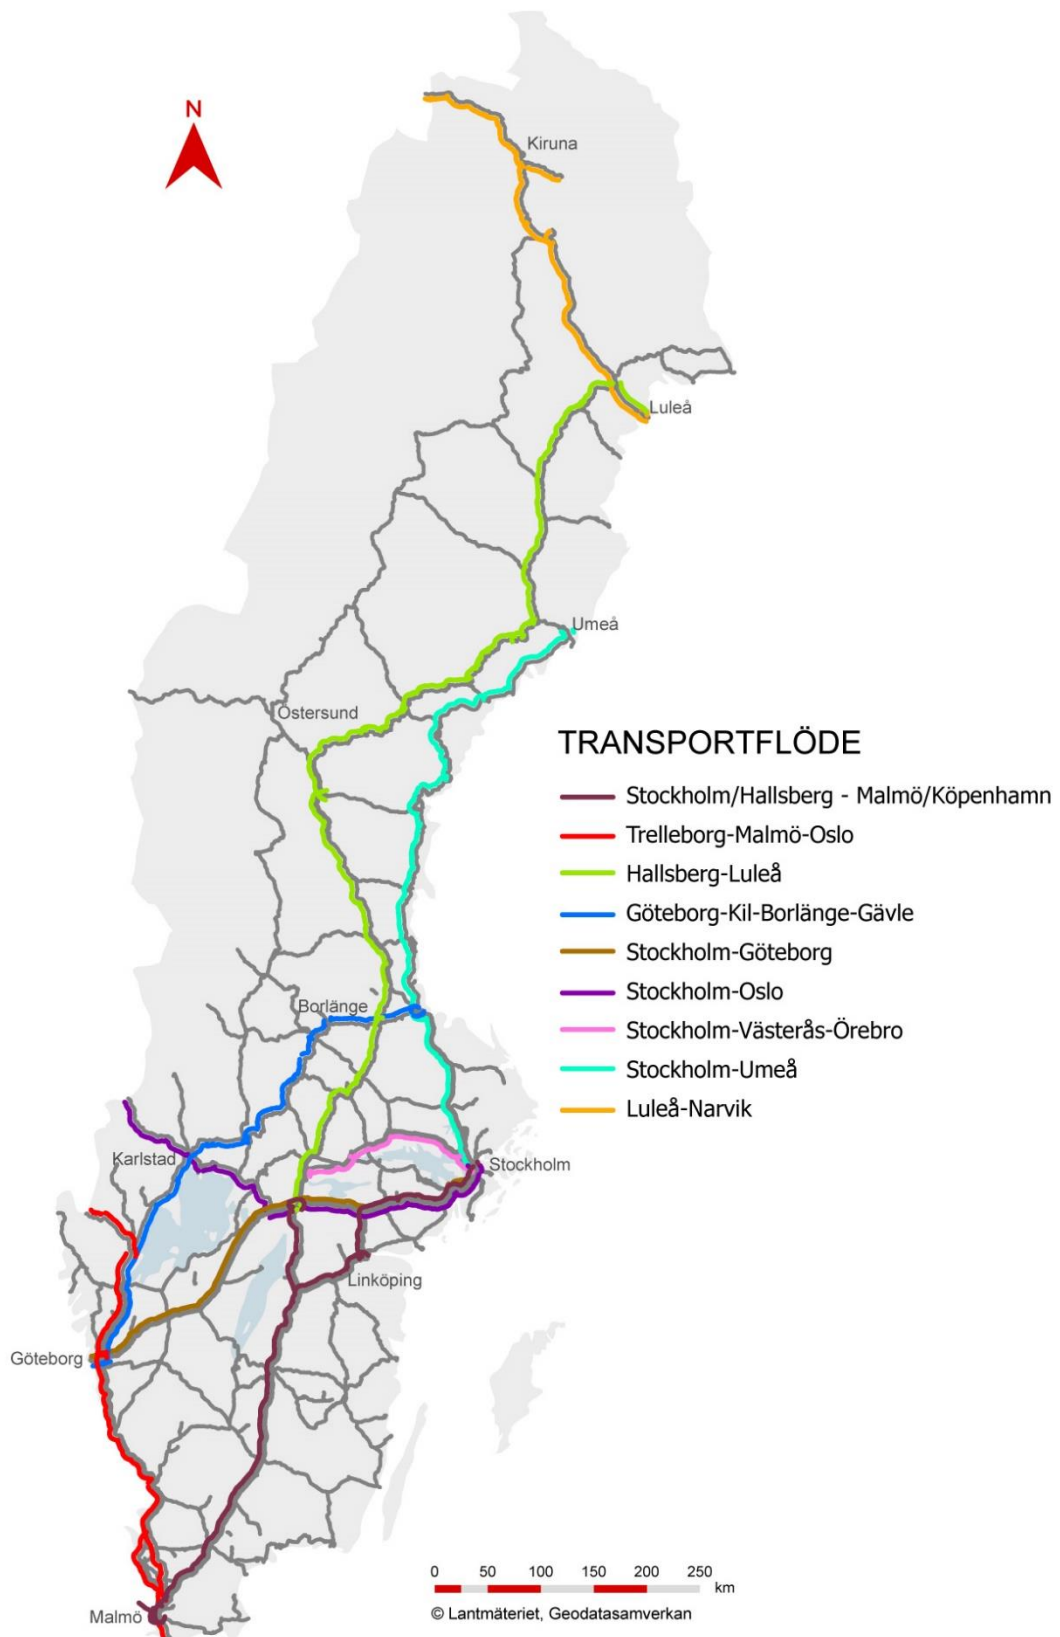 N
Kiruna
Luleå
Umeå
Östersund
TRANSPORTFLÖDE
Stockholm/Hallsberg - Malmö/Köpenhamn
Trelleborg-Malmö-Oslo
Hallsberg-Luleå
Göteborg-Kil-Borlänge-Gävle
Stockholm-Göteborg
Stockholm-Oslo
Stockholm-Västerås-Örebro
Stockholm-Umeå
Luleå-Narvik
Borlänge
Karlstad
Stockholm
Linköping
Göteborg
Malmö
0 50 100 150 200 250
km
© Lantmäteriet, Geodatasamverkan